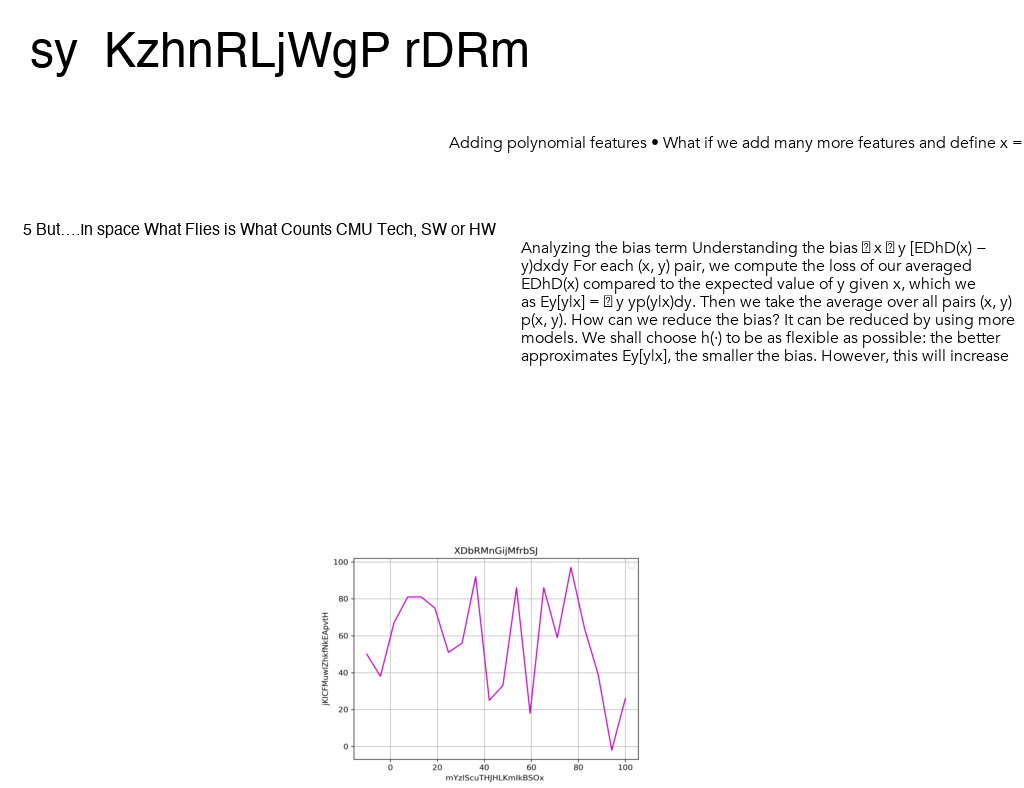 sy KzhnRLjWgP rDRm
Adding polynomial features • What if we add many more features and define x =
5 But….in space What Flies is What Counts CMU Tech, SW or HW
Analyzing the bias term Understanding the bias x y [EDhD(x) −
y)dxdy For each (x, y) pair, we compute the loss of our averaged
EDhD(x) compared to the expected value of y given x, which we
as Ey[y|x] = y yp(y|x)dy. Then we take the average over all pairs (x, y)
p(x, y). How can we reduce the bias? It can be reduced by using more
models. We shall choose h(·) to be as flexible as possible: the better
approximates Ey[y|x], the smaller the bias. However, this will increase
XDbRMnGijMfrbSJ
100
80
60
40
20
0
0 20 40 60 80 100